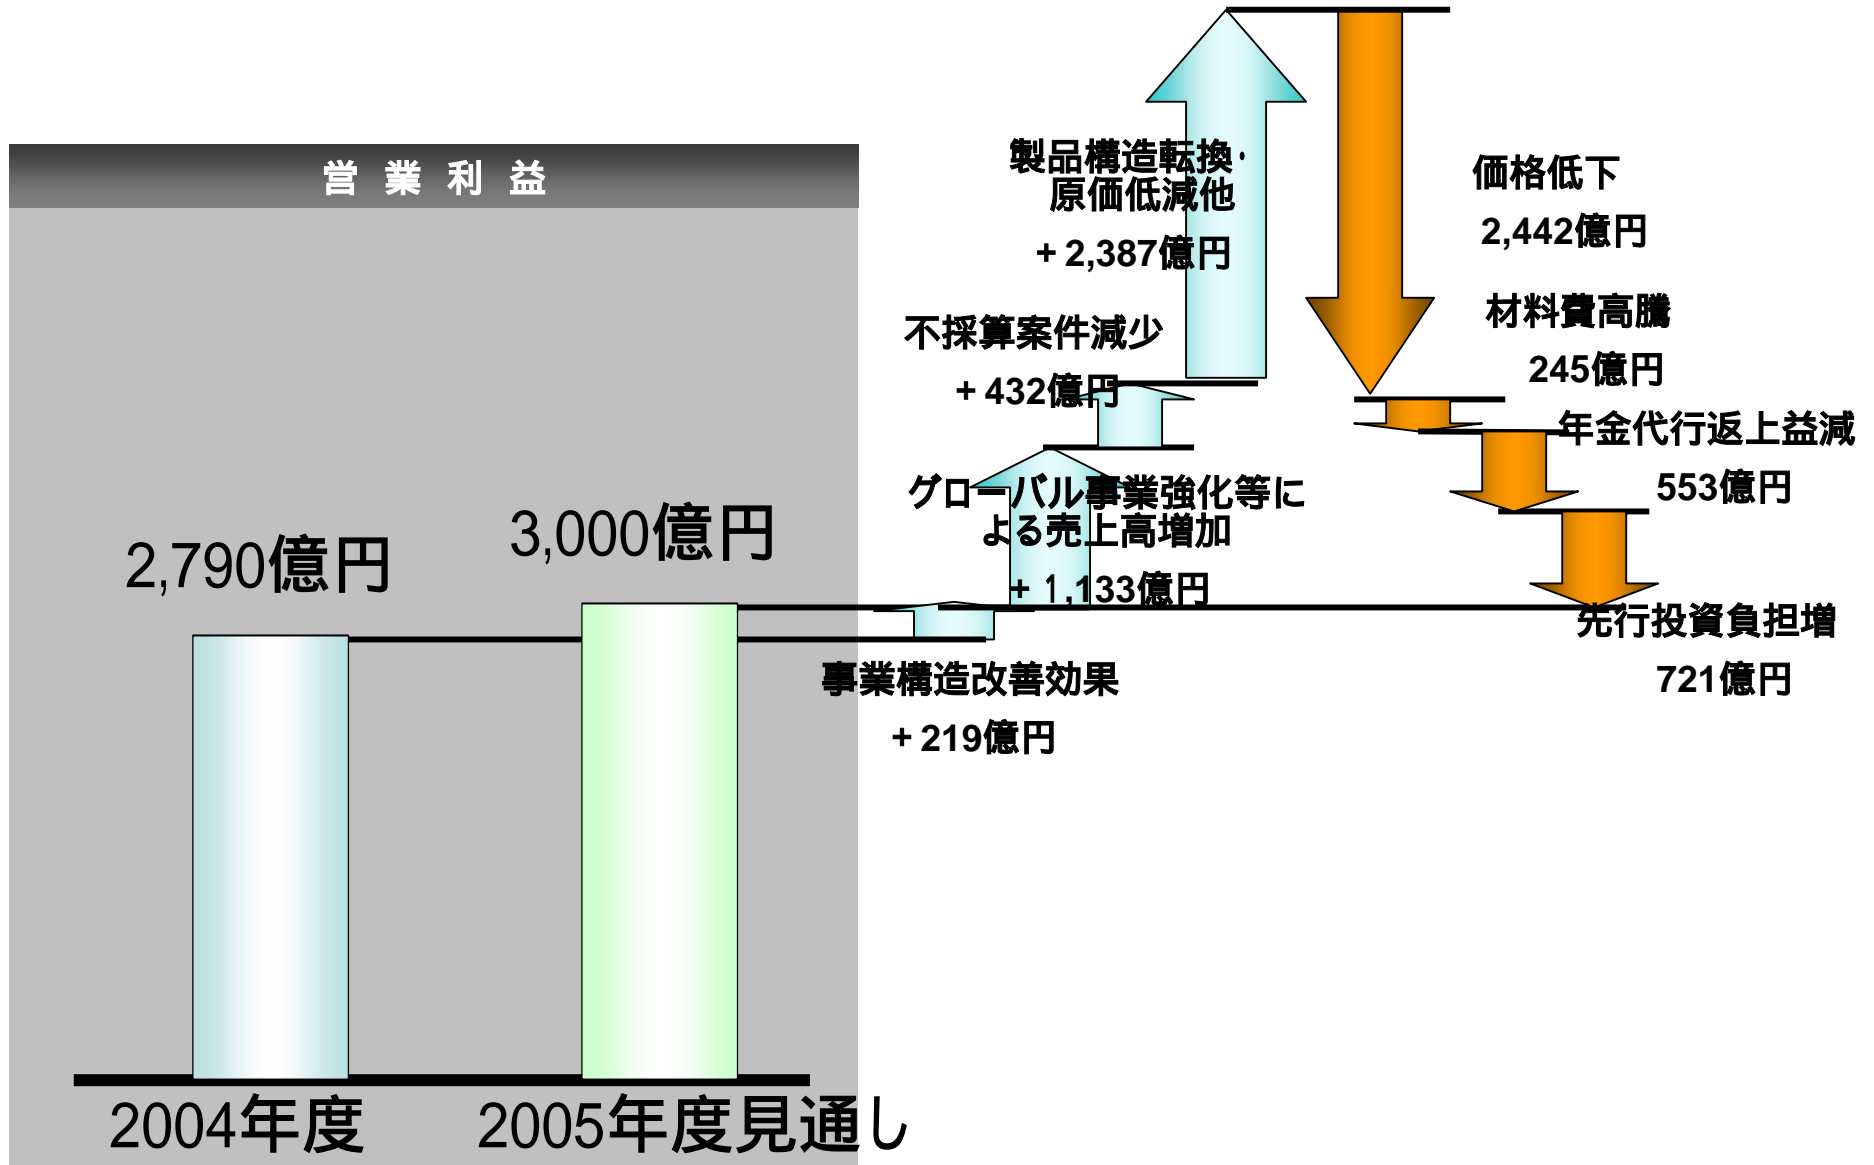 営業利益
2,790億円
3,000億円
2004年度
2005年度見通し
製品構造転換・
原価低減他
+ 2,387億円
不採算案件減少
+ 432億円
グローバル事業強化等に
よる売上高増加
+ 1,133億円
事業構造改善効果
+ 219億円
価格低下
2,442億円
材料費高騰
245億円
年金代行返上益減
553億円
先行投資負担増
721億円